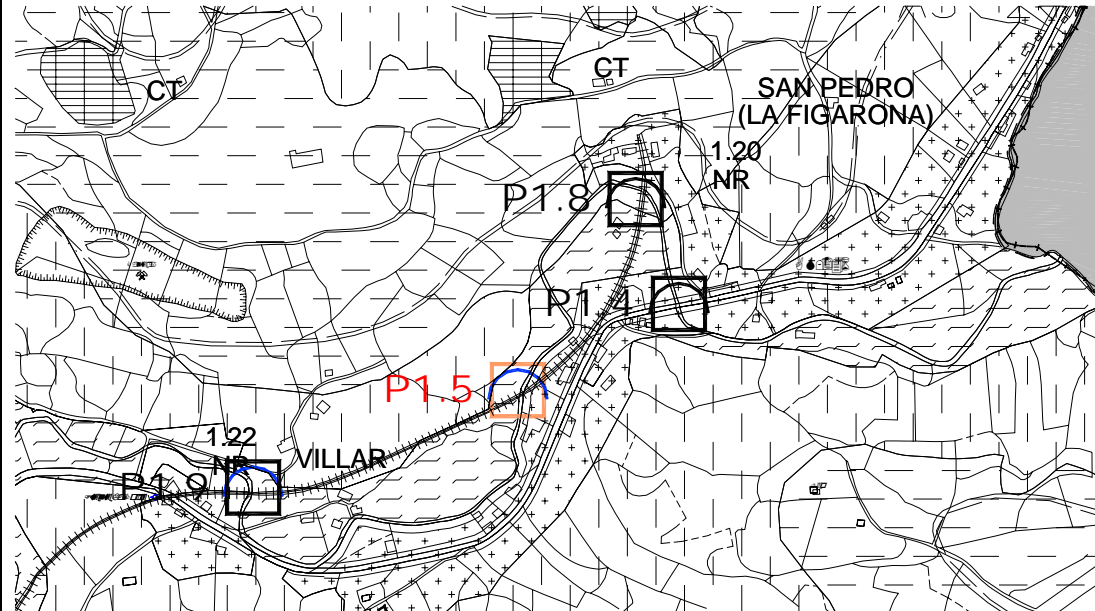 CT
CT
SAN PEDRO
(LA FIGARONA)
1.20
NR
P1.8
P1.4
P1.5
1.22
NR
VILLAR
P1.9